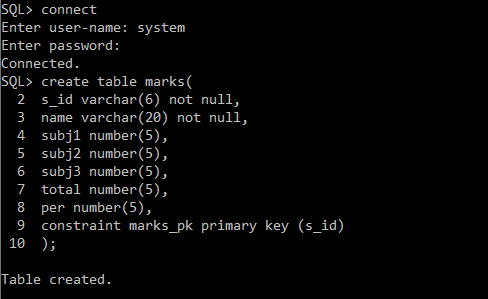 SQL> connect
Enter user-name: system
Enter password:
Connected.
SQL> create table marks(
  2  s_id varchar(6) not null,
  3  name varchar(20) not null,
  4  subj1 number(5),
  5  subj2 number(5),
  6  subj3 number(5),
  7  total number(5),
  8  per number(5),
  9  constraint marks_pk primary key (s_id)
 10  );
Table created.